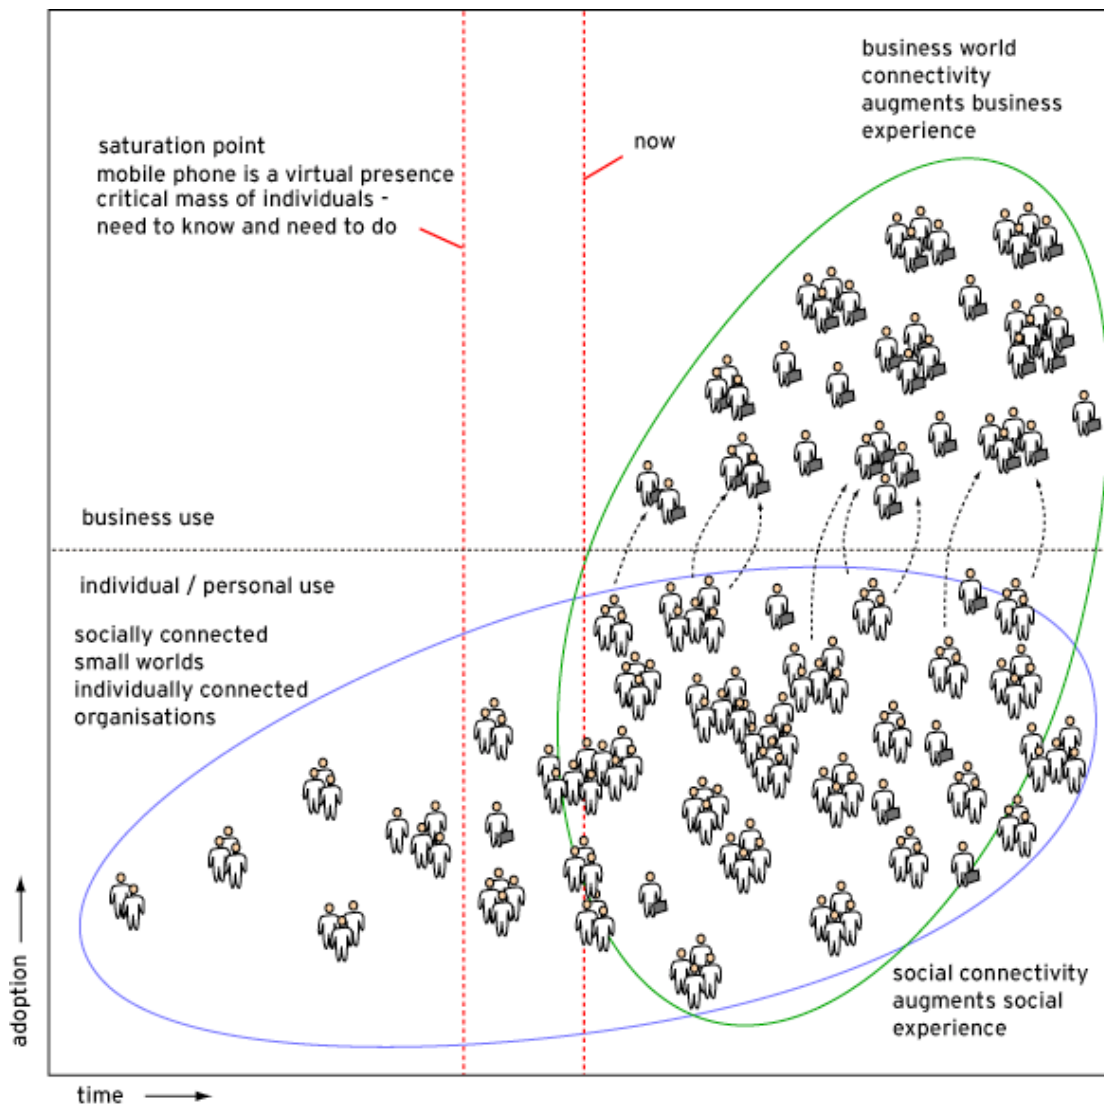 business world
connectivity
augments business
experience
saturation point
mobile phone is a virtual presence
critical mass of individuals -
need to know and need to do
now
business use
individual / personal use
socially connected
small worlds
individually connected
organisations
social connectivity
augments social
experience
adoption
time